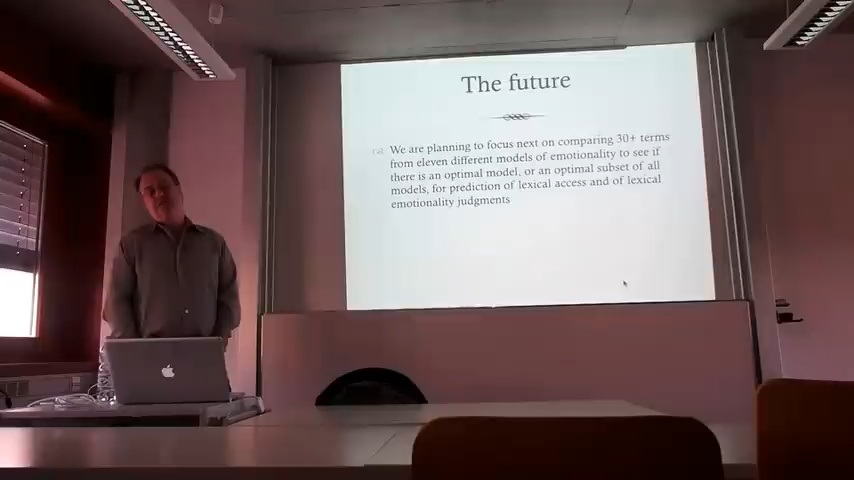 The future
We are planning to focus next on comparing 30+ terms
from eleven different models of emotionality to see if
there is an optimal model, or an optimal subset of all
models, for prediction of lexical access and of lexical
emotionality judgments